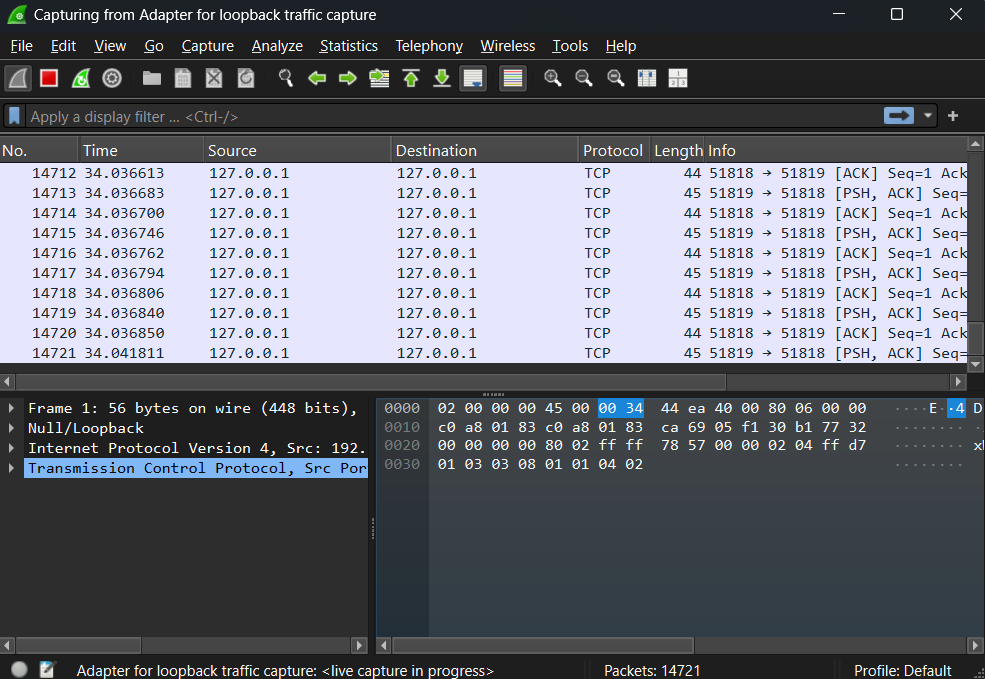 Capturing from Adapter for loopback traffic capture
File Edit View Go Capture Analyze Statistics Telephony Wireless Tools Help
Apply a display filter ... <Ctrl-/>
No. Time Source Destination Protocol Length Info
14712 34.036613 127.0.0.1 127.0.0.1 TCP 44 51818 → 51819 [ACK] Seq=1 Ack
14713 34.036683 127.0.0.1 127.0.0.1 TCP 45 51819 → 51818 [PSH, ACK] Seq=
14714 34.036700 127.0.0.1 127.0.0.1 TCP 44 51818 → 51819 [ACK] Seq=1 Ack
14715 34.036746 127.0.0.1 127.0.0.1 TCP 45 51819 → 51818 [PSH, ACK] Seq=
14716 34.036762 127.0.0.1 127.0.0.1 TCP 44 51818 → 51819 [ACK] Seq=1 Ack
14717 34.036794 127.0.0.1 127.0.0.1 TCP 45 51819 → 51818 [PSH, ACK] Seq=
14718 34.036806 127.0.0.1 127.0.0.1 TCP 44 51818 → 51819 [ACK] Seq=1 Ack
14719 34.036840 127.0.0.1 127.0.0.1 TCP 45 51819 → 51818 [PSH, ACK] Seq=
14720 34.036850 127.0.0.1 127.0.0.1 TCP 44 51818 → 51819 [ACK] Seq=1 Ack
14721 34.041811 127.0.0.1 127.0.0.1 TCP 45 51819 → 51818 [PSH, ACK] Seq=
Frame 1: 56 bytes on wire (448 bits),
Null/Loopback
Internet Protocol Version 4, Src: 192.
Transmission Control Protocol, Src Por
0000 02 00 00 00 45 00 00 34 44 ea 40 00 80 06 00 00 ····E··4 D
0010 c0 a8 01 83 c0 a8 01 83 ca 69 05 f1 30 b1 77 32 ········ ·
0020 00 00 00 00 80 02 ff ff 78 57 00 00 02 04 ff d7 ········ x
0030 01 03 03 08 01 01 04 02 ········
Adapter for loopback traffic capture: <live capture in progress> Packets: 14721 Profile: Default